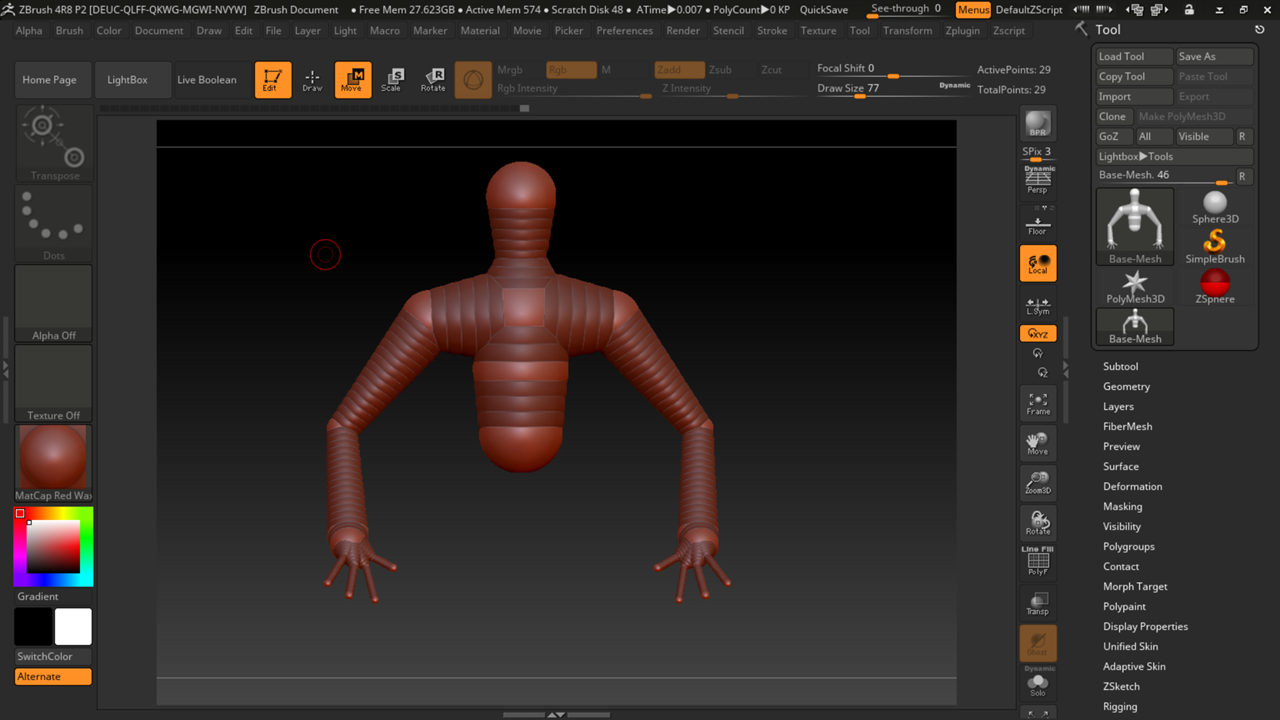 ZBrush 4R8 P2 [DEUC-QLFF-QKWG-MGWI-NVYW] ZBrush Document • Free Mem 27.623GB • Active Mem 574 • Scratch Disk 48 • ATime▶0.007 • PolyCount▶0 KP QuickSave See-through 0 Menus DefaultZScript
Alpha Brush Color Document Draw Edit File Layer Light Macro Marker Material Movie Picker Preferences Render Stencil Stroke Texture Tool Transform Zplugin Zscript
Home Page LightBox Live Boolean Edit Draw Move Scale Rotate
Mrgb Rgb M Zadd Zsub Zcut
Rgb Intensity Z Intensity
Focal Shift 0 ActivePoints: 29
Draw Size 77 Dynamic TotalPoints: 29
Transpose
Dots
Alpha Off
Texture Off
MatCap Red Wax
Gradient
SwitchColor
Alternate
BPR
SPix 3
Dynamic
Persp
Floor
Local
L.Sym
XYZ
Y
Z
Frame
Move
Zoom3D
Rotate
Line Fill
PolyF
Transp
Ghost
Dynamic
Solo
Tool
Load Tool Save As
Copy Tool Paste Tool
Import Export
Clone Make PolyMesh3D
GoZ All Visible R
Lightbox▶Tools
Base-Mesh. 46 R
Base-Mesh Sphere3D
SimpleBrush
PolyMesh3D ZSphere
Base-Mesh
Subtool
Geometry
Layers
FiberMesh
Preview
Surface
Deformation
Masking
Visibility
Polygroups
Contact
Morph Target
Polypaint
Display Properties
Unified Skin
Adaptive Skin
ZSketch
Rigging